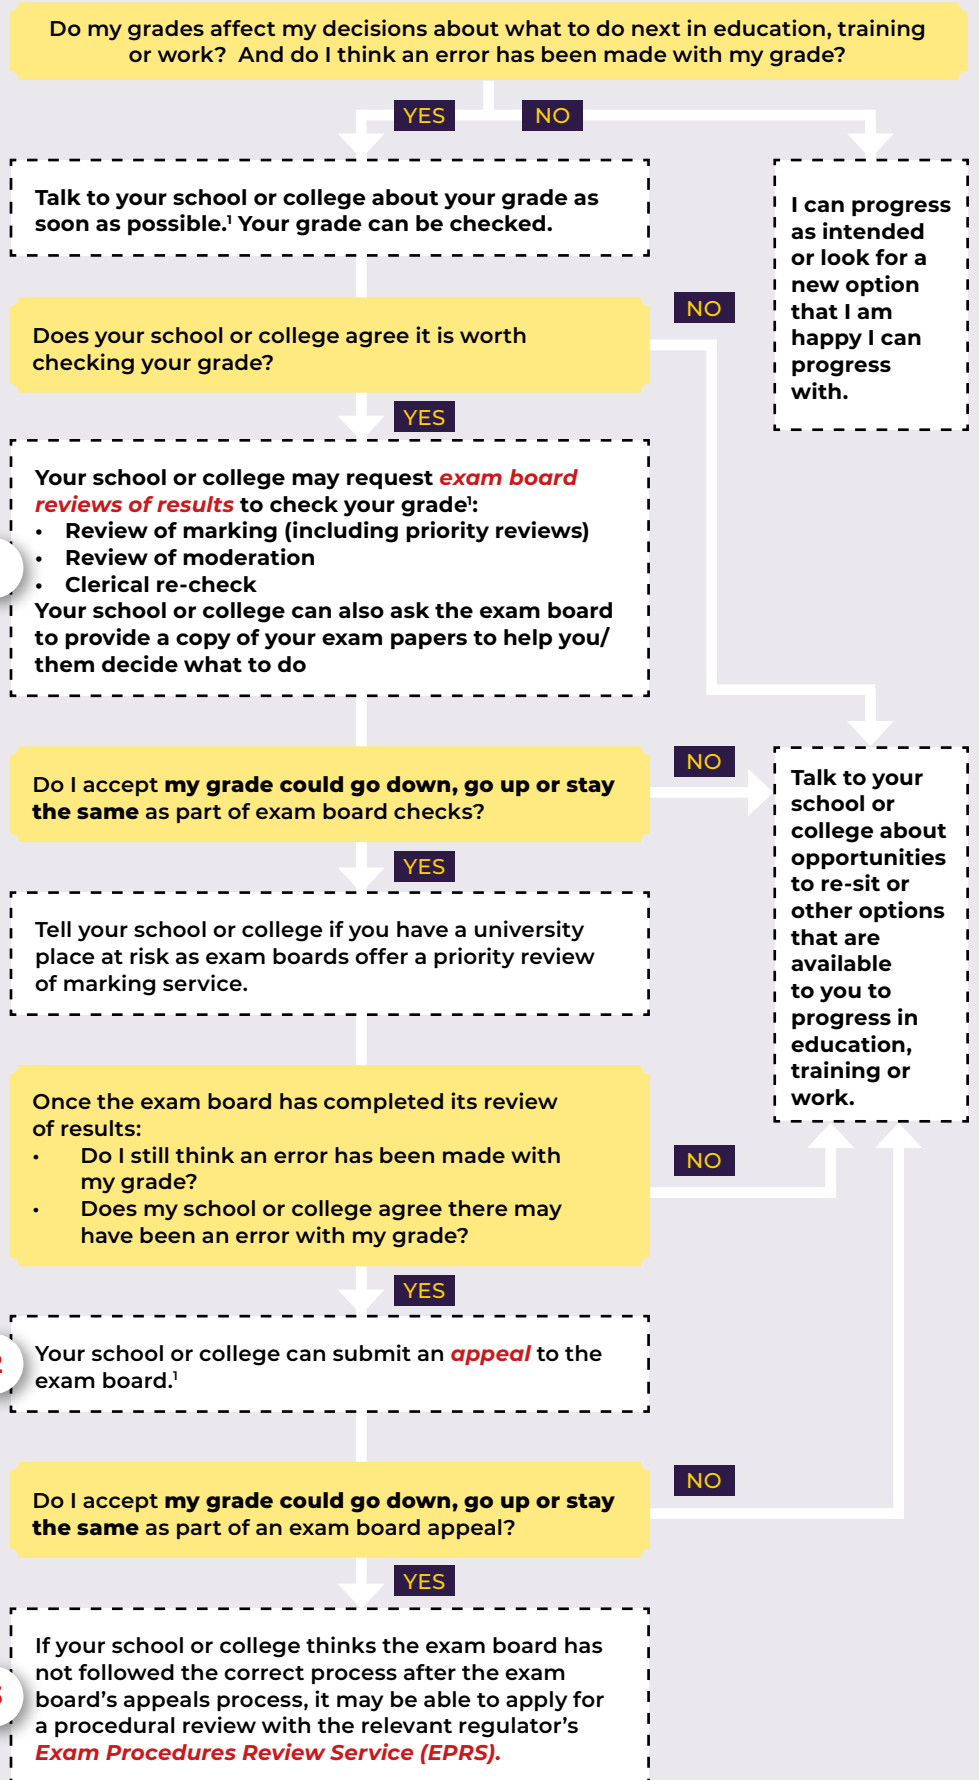 Do my grades affect my decisions about what to do next in education, training
or work? And do I think an error has been made with my grade?
YES
NO
Talk to your school or college about your grade as
soon as possible.¹ Your grade can be checked.
I can progress
as intended
or look for a
new option
that I am
happy I can
progress
with.
Does your school or college agree it is worth
checking your grade?
NO
YES
Your school or college may request exam board
reviews of results to check your grade¹:
• Review of marking (including priority reviews)
• Review of moderation
• Clerical re-check
Your school or college can also ask the exam board
to provide a copy of your exam papers to help you/
them decide what to do
Do I accept my grade could go down, go up or stay
the same as part of exam board checks?
NO
YES
Talk to your
school or
college about
opportunities
to re-sit or
other options
that are
available
to you to
progress in
education,
training or
work.
Tell your school or college if you have a university
place at risk as exam boards offer a priority review
of marking service.
Once the exam board has completed its review
of results:
• Do I still think an error has been made with
my grade?
• Does my school or college agree there may
have been an error with my grade?
NO
YES
Your school or college can submit an appeal to the
exam board.¹
Do I accept my grade could go down, go up or stay
the same as part of an exam board appeal?
NO
YES
If your school or college thinks the exam board has
not followed the correct process after the exam
board's appeals process, it may be able to apply for
a procedural review with the relevant regulator's
Exam Procedures Review Service (EPRS).